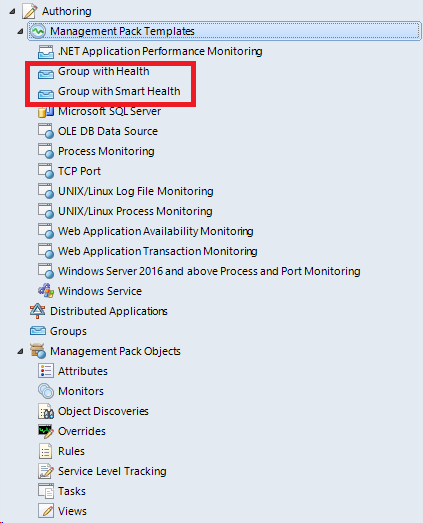 Authoring
Management Pack Templates
.NET Application Performance Monitoring
Group with Health
Group with Smart Health
Microsoft SQL Server
OLE DB Data Source
Process Monitoring
TCP Port
UNIX/Linux Log File Monitoring
UNIX/Linux Process Monitoring
Web Application Availability Monitoring
Web Application Transaction Monitoring
Windows Server 2016 and above Process and Port Monitoring
Windows Service
Distributed Applications
Groups
Management Pack Objects
Attributes
Monitors
Object Discoveries
Overrides
Rules
Service Level Tracking
Tasks
Views